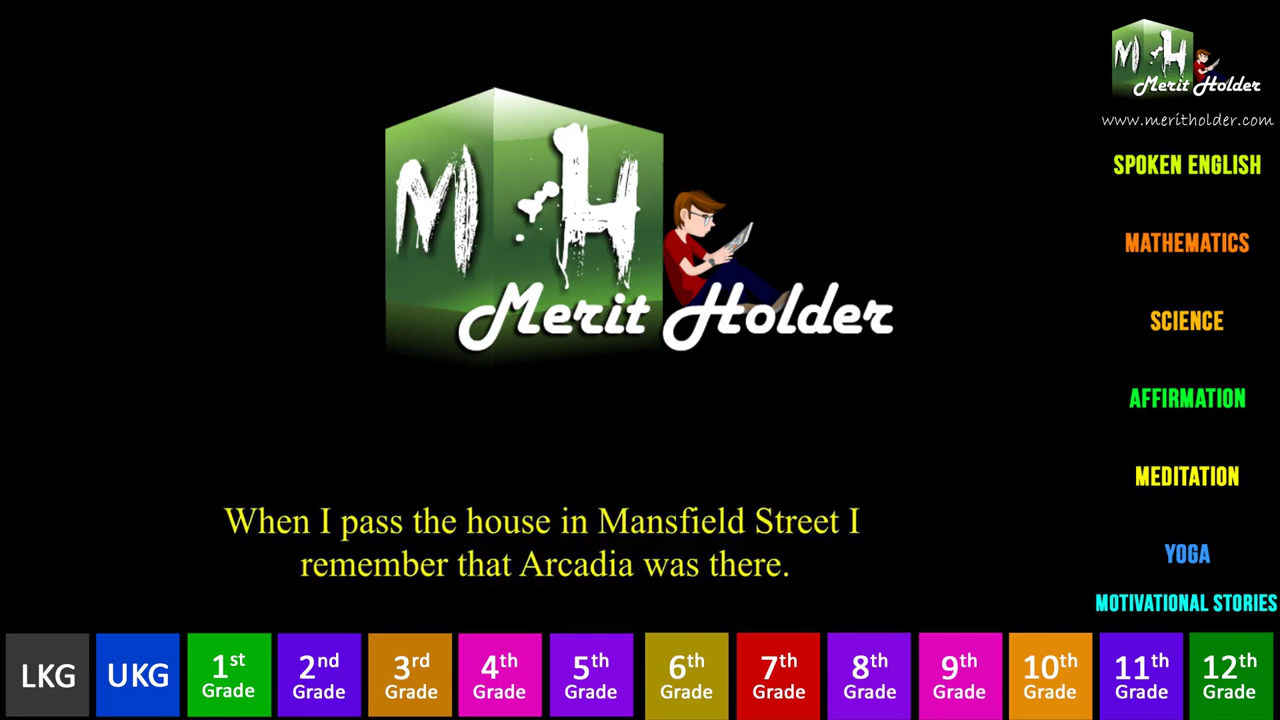 M H
Merit Holder
www.meritholder.com
SPOKEN ENGLISH
MATHEMATICS
SCIENCE
AFFIRMATION
MEDITATION
YOGA
MOTIVATIONAL STORIES
M H
Merit Holder
When I pass the house in Mansfield Street I
remember that Arcadia was there.
LKG
UKG
1st
Grade
2nd
Grade
3rd
Grade
4th
Grade
5th
Grade
6th
Grade
7th
Grade
8th
Grade
9th
Grade
10th
Grade
11th
Grade
12th
Grade